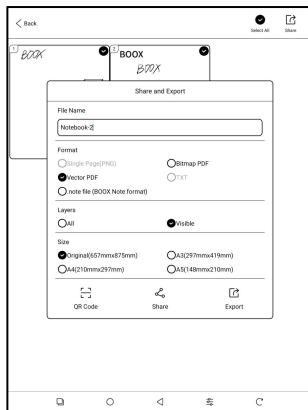 Back
Select All
Share
1
BOOX
2
BOOX
BOOX
Share and Export
File Name
Notebook-2
Format
Single Page(PNG)
Bitmap PDF
Vector PDF
TXT
.note file (BOOX Note format)
Layers
All
Visible
Size
Original(657mmx875mm)
A3(297mmx419mm)
A4(210mmx297mm)
A5(148mmx210mm)
QR Code
Share
Export